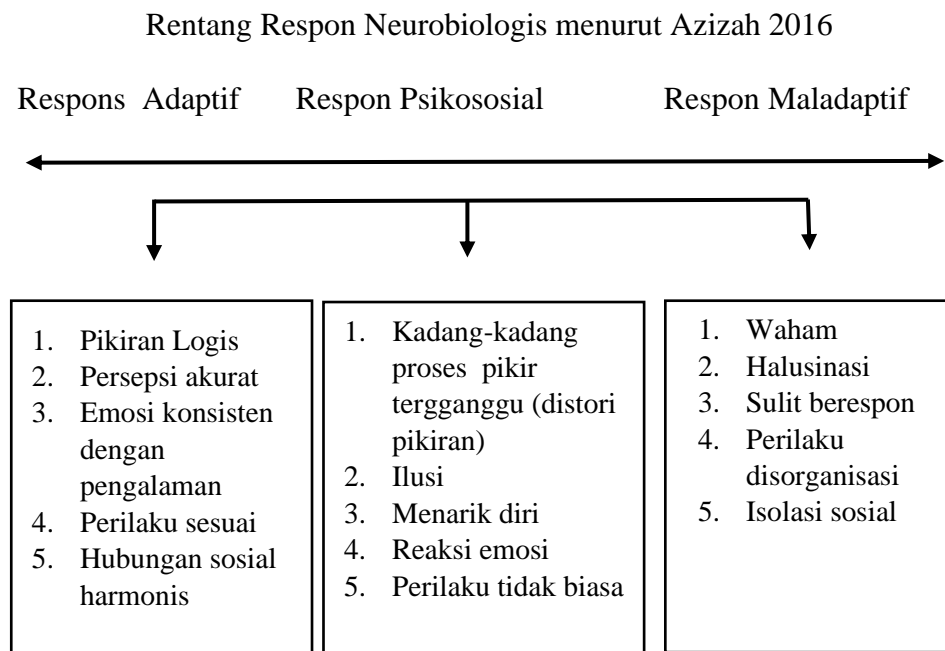 Rentang Respon Neurobiologis menurut Azizah 2016
Respons Adaptif Respon Psikososial Respon Maladaptif
1. Pikiran Logis
2. Persepsi akurat
3. Emosi konsisten
dengan
pengalaman
4. Perilaku sesuai
5. Hubungan sosial
harmonis
1. Kadang-kadang
proses pikir
tergganggu (distori
pikiran)
2. Ilusi
3. Menarik diri
4. Reaksi emosi
5. Perilaku tidak biasa
1. Waham
2. Halusinasi
3. Sulit berespon
4. Perilaku
disorganisasi
5. Isolasi sosial